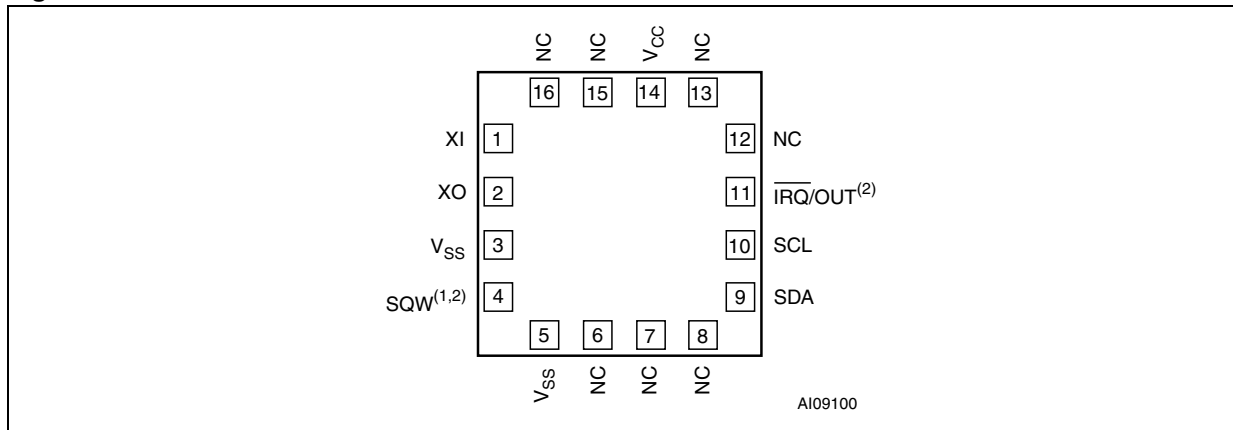 NC NC VCC NC
16 15 14 13
XI 1 12 NC
XO 2 11 IRQ/OUT(2)
VSS 3 10 SCL
SQW(1,2) 4 9 SDA
5 6 7 8
VSS NC NC NC
AI09100